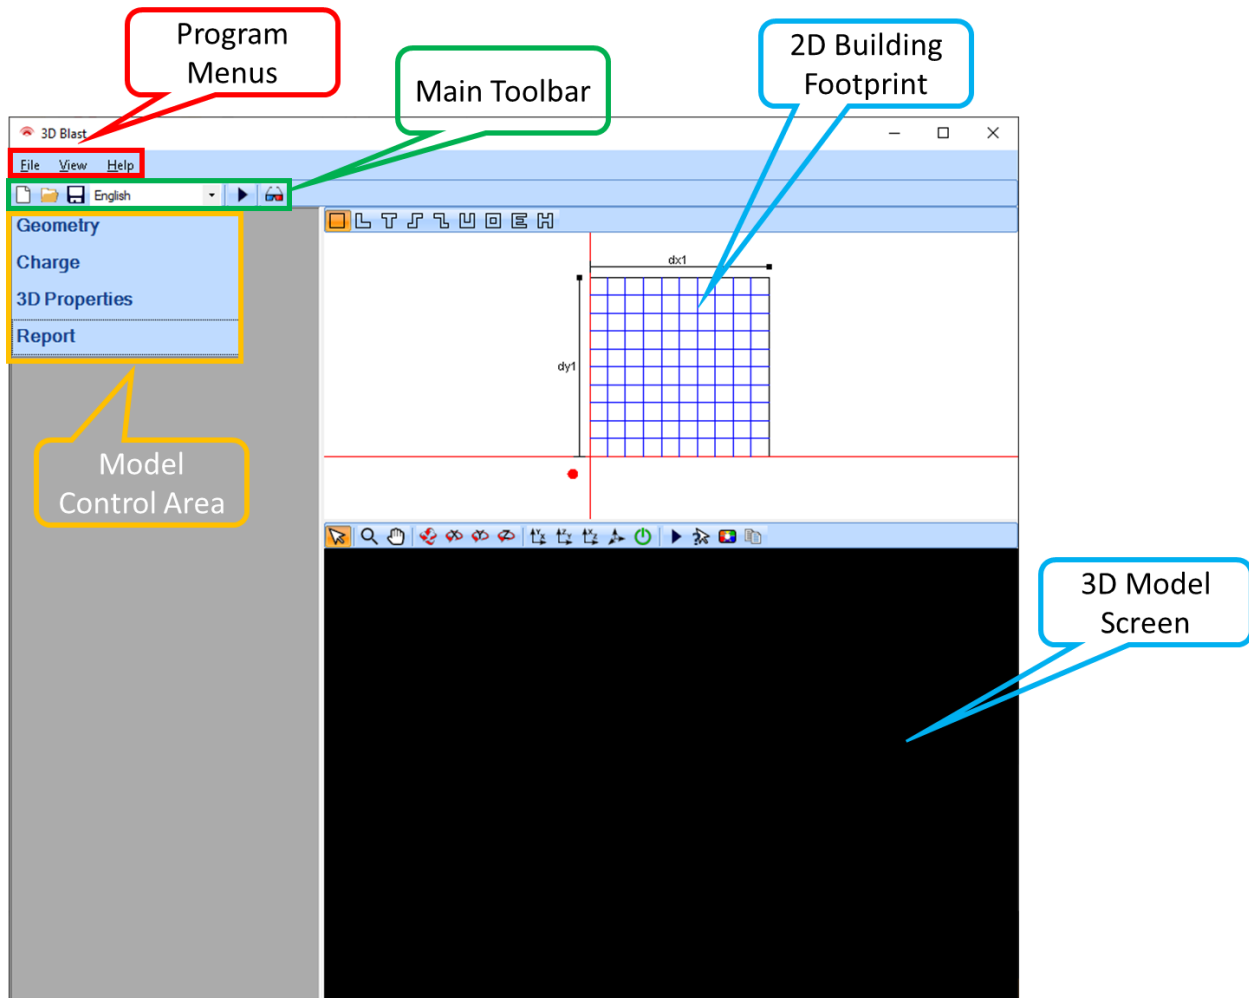 Program
Menus
2D Building
Footprint
Main Toolbar
3D Blast
File View Help
English
Geometry
Charge
3D Properties
Report
dx1
dy1
Model
Control Area
3D Model
Screen